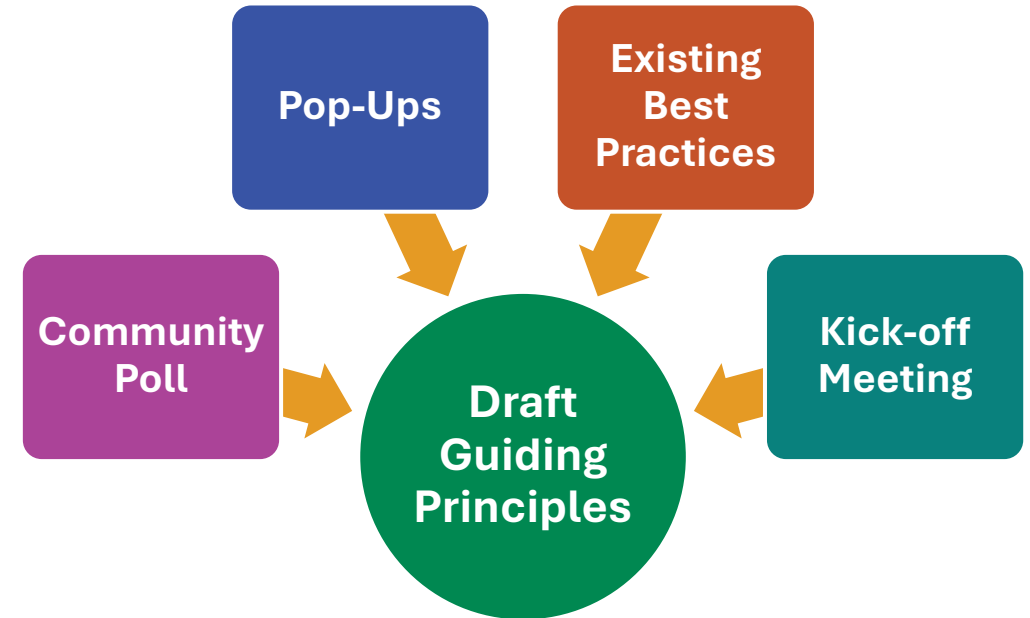 Pop-Ups
Existing
Best
Practices
Community
Poll
Kick-off
Meeting
Draft
Guiding
Principles